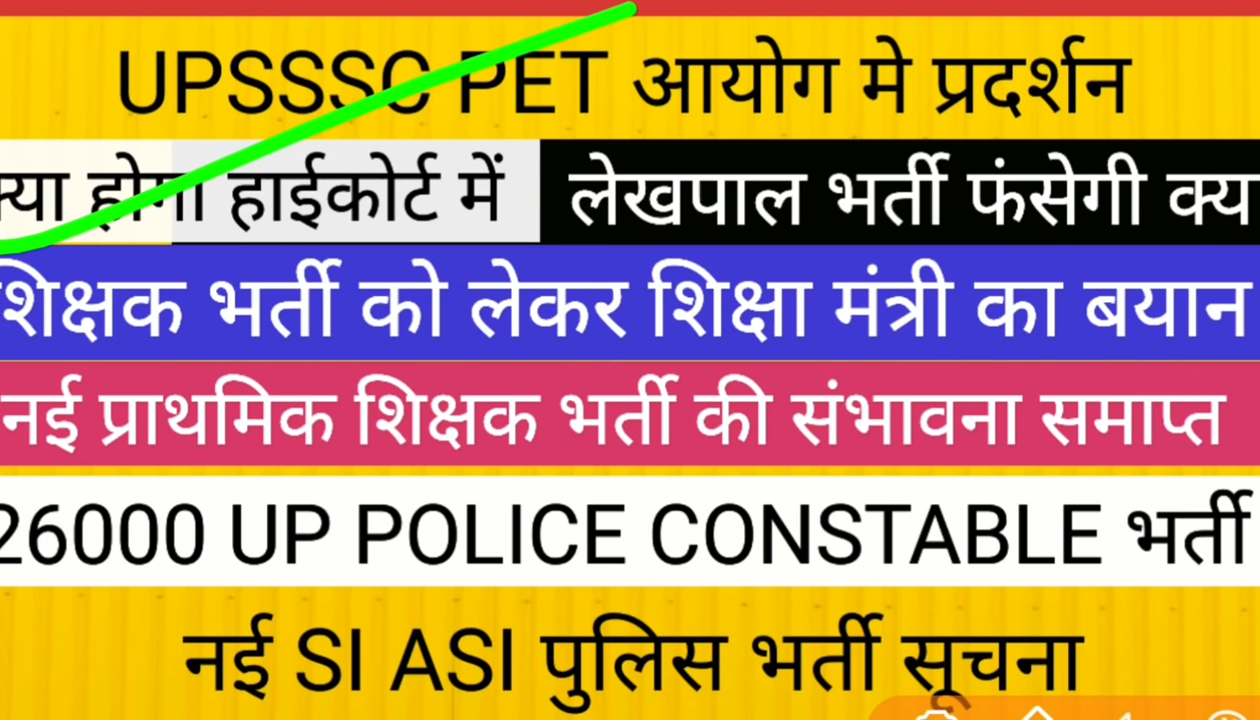 UPSSSC PET आयोग मे प्रदर्शन
क्या होगा हाईकोर्ट में लेखपाल भर्ती फंसेगी क्या
शिक्षक भर्ती को लेकर शिक्षा मंत्री का बयान
नई प्राथमिक शिक्षक भर्ती की संभावना समाप्त
26000 UP POLICE CONSTABLE भर्ती
नई SI ASI पुलिस भर्ती सूचना